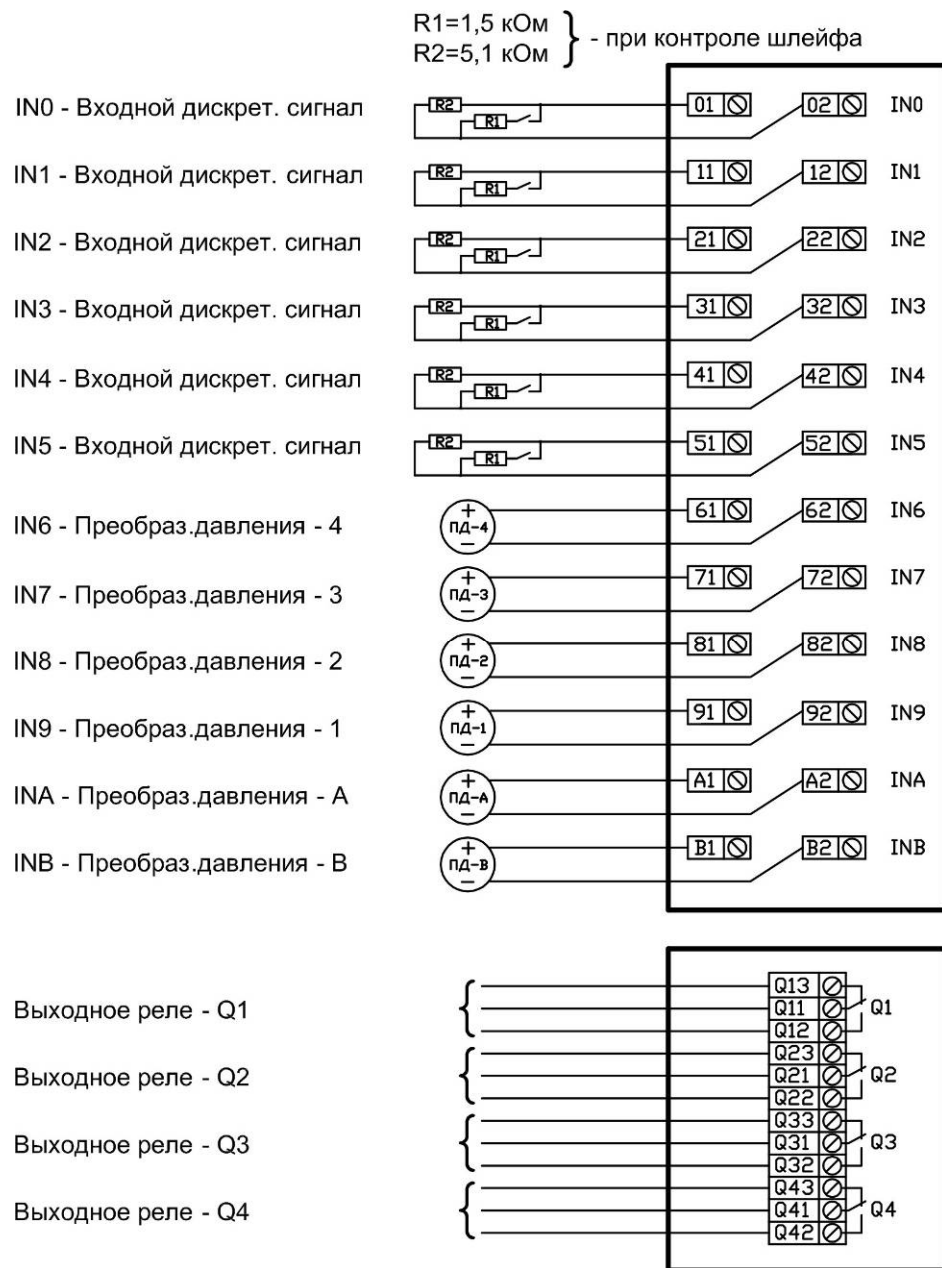 R1=1,5 кОм
R2=5,1 кОм
} - при контроле шлейфа
IN0 - Входной дискрет. сигнал R2 R1 01 02 IN0
IN1 - Входной дискрет. сигнал R2 R1 11 12 IN1
IN2 - Входной дискрет. сигнал R2 R1 21 22 IN2
IN3 - Входной дискрет. сигнал R2 R1 31 32 IN3
IN4 - Входной дискрет. сигнал R2 R1 41 42 IN4
IN5 - Входной дискрет. сигнал R2 R1 51 52 IN5
IN6 - Преобраз.давления - 4 + ПД-4 − 61 62 IN6
IN7 - Преобраз.давления - 3 + ПД-3 − 71 72 IN7
IN8 - Преобраз.давления - 2 + ПД-2 − 81 82 IN8
IN9 - Преобраз.давления - 1 + ПД-1 − 91 92 IN9
INA - Преобраз.давления - А + ПД-А − A1 A2 INA
INB - Преобраз.давления - В + ПД-В − B1 B2 INB
Выходное реле - Q1
Q13
Q11 Q1
Q12
Выходное реле - Q2
Q23
Q21 Q2
Q22
Выходное реле - Q3
Q33
Q31 Q3
Q32
Выходное реле - Q4
Q43
Q41 Q4
Q42